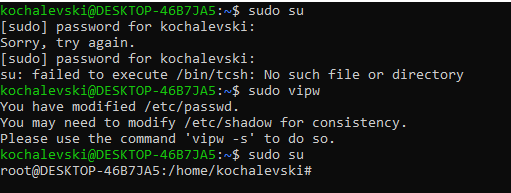 kochalevski@DESKTOP-46B7JA5:~$ sudo su
[sudo] password for kochalevski:
Sorry, try again.
[sudo] password for kochalevski:
su: failed to execute /bin/tcsh: No such file or directory
kochalevski@DESKTOP-46B7JA5:~$ sudo vipw
You have modified /etc/passwd.
You may need to modify /etc/shadow for consistency.
Please use the command 'vipw -s' to do so.
kochalevski@DESKTOP-46B7JA5:~$ sudo su
root@DESKTOP-46B7JA5:/home/kochalevski#